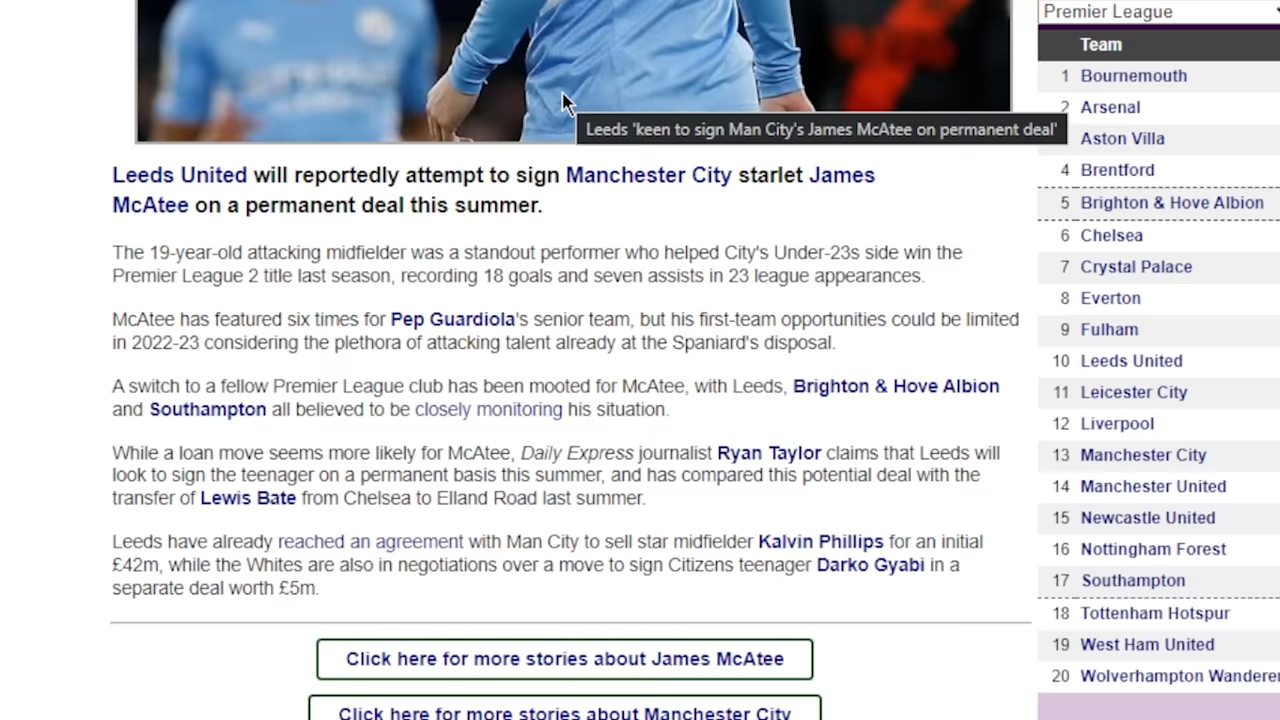 Leeds 'keen to sign Man City's James McAtee on permanent deal'
Leeds United will reportedly attempt to sign Manchester City starlet James
McAtee on a permanent deal this summer.
The 19-year-old attacking midfielder was a standout performer who helped City's Under-23s side win the
Premier League 2 title last season, recording 18 goals and seven assists in 23 league appearances.
McAtee has featured six times for Pep Guardiola's senior team, but his first-team opportunities could be limited
in 2022-23 considering the plethora of attacking talent already at the Spaniard's disposal.
A switch to a fellow Premier League club has been mooted for McAtee, with Leeds, Brighton & Hove Albion
and Southampton all believed to be closely monitoring his situation.
While a loan move seems more likely for McAtee, Daily Express journalist Ryan Taylor claims that Leeds will
look to sign the teenager on a permanent basis this summer, and has compared this potential deal with the
transfer of Lewis Bate from Chelsea to Elland Road last summer.
Leeds have already reached an agreement with Man City to sell star midfielder Kalvin Phillips for an initial
£42m, while the Whites are also in negotiations over a move to sign Citizens teenager Darko Gyabi in a
separate deal worth £5m.
Click here for more stories about James McAtee
Click here for more stories about Manchester City
Premier League
Team
1 Bournemouth
2 Arsenal
Aston Villa
4 Brentford
5 Brighton & Hove Albion
6 Chelsea
7 Crystal Palace
8 Everton
9 Fulham
10 Leeds United
11 Leicester City
12 Liverpool
13 Manchester City
14 Manchester United
15 Newcastle United
16 Nottingham Forest
17 Southampton
18 Tottenham Hotspur
19 West Ham United
20 Wolverhampton Wandere